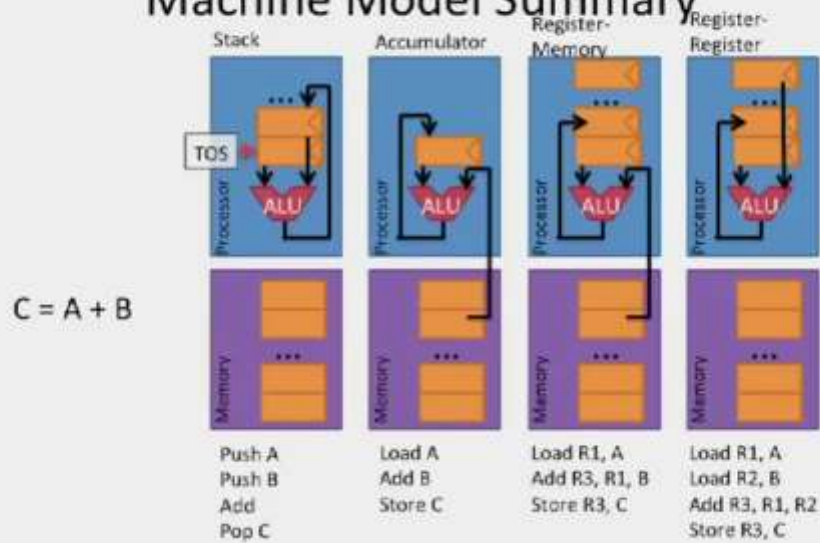 Machine Model Summary
Stack
Accumulator
Register-
Memory
Register-
Register
TOS
ALU
ALU
ALU
ALU
Processor
Processor
Processor
Processor
C = A + B
Memory
Memory
Memory
Memory
Push A
Push B
Add
Pop C
Load A
Add B
Store C
Load R1, A
Add R3, R1, B
Store R3, C
Load R1, A
Load R2, B
Add R3, R1, R2
Store R3, C